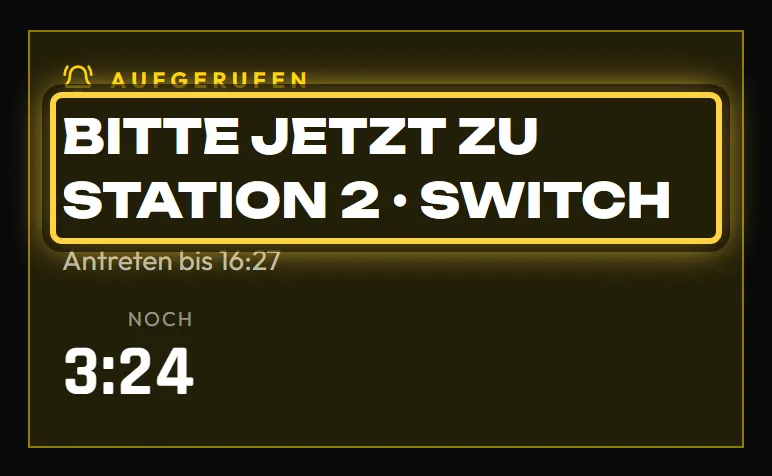 AUFGERUFEN
BITTE JETZT ZU
STATION 2 · SWITCH
Antreten bis 16:27
NOCH
3:24